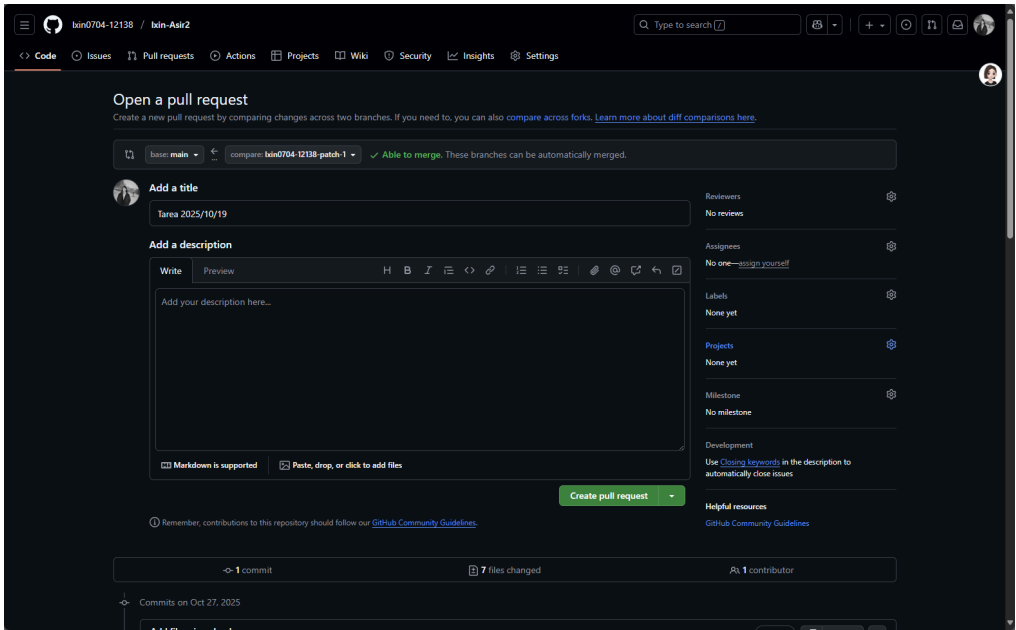 lxin0704-12138 / lxin-Asir2
Type to search /
Code Issues Pull requests Actions Projects Wiki Security Insights Settings
Open a pull request
Create a new pull request by comparing changes across two branches. If you need to, you can also compare across forks. Learn more about diff comparisons here.
base: main compare: lxin0704-12138-patch-1 Able to merge. These branches can be automatically merged.
Add a title
Tarea 2025/10/19
Add a description
Write Preview
Add your description here...
Markdown is supported Paste, drop, or click to add files
Create pull request
Remember, contributions to this repository should follow our GitHub Community Guidelines.
Reviewers
No reviews
Assignees
No one—assign yourself
Labels
None yet
Projects
None yet
Milestone
No milestone
Development
Use Closing keywords in the description to
automatically close issues
Helpful resources
GitHub Community Guidelines
1 commit 7 files changed 1 contributor
Commits on Oct 27, 2025